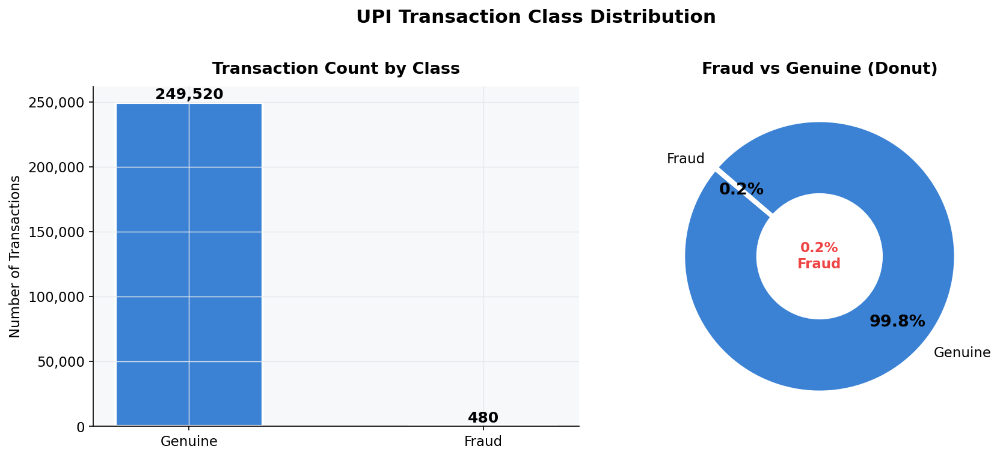 UPI Transaction Class Distribution
Transaction Count by Class
249,520
250,000
200,000
150,000
100,000
50,000
0
Number of Transactions
480
Genuine
Fraud
Fraud vs Genuine (Donut)
Fraud
0.2%
0.2%
Fraud
99.8%
Genuine